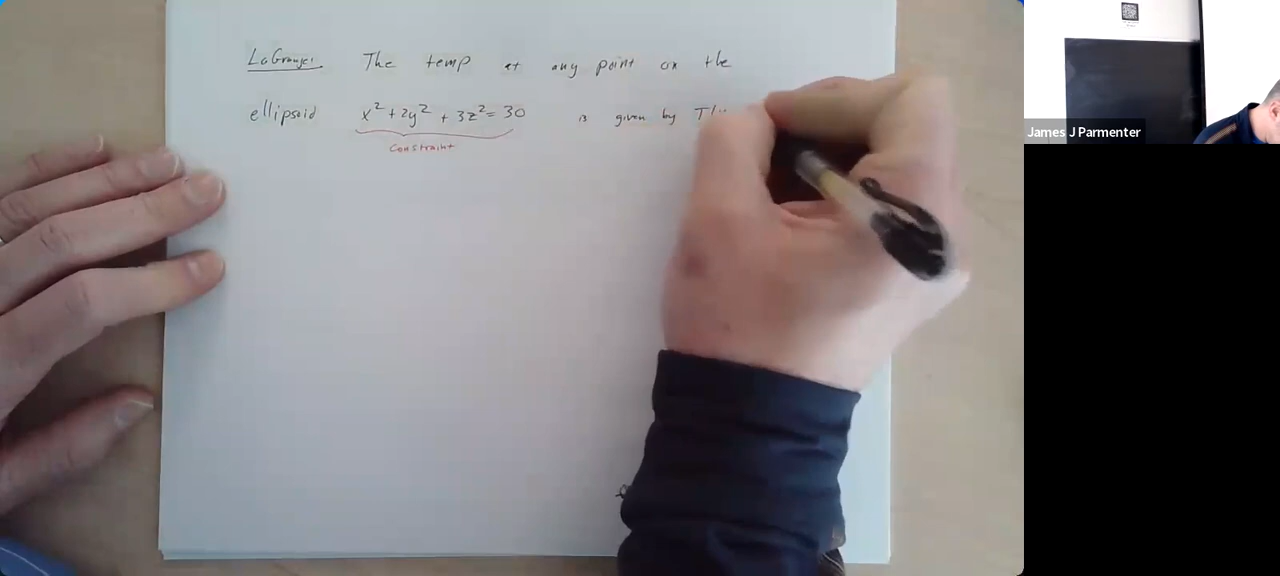 LaGrange: The temp at any point on the
ellipsoid x² + 2y² + 3z² = 30 is given by T(
constraint
James J Parmenter